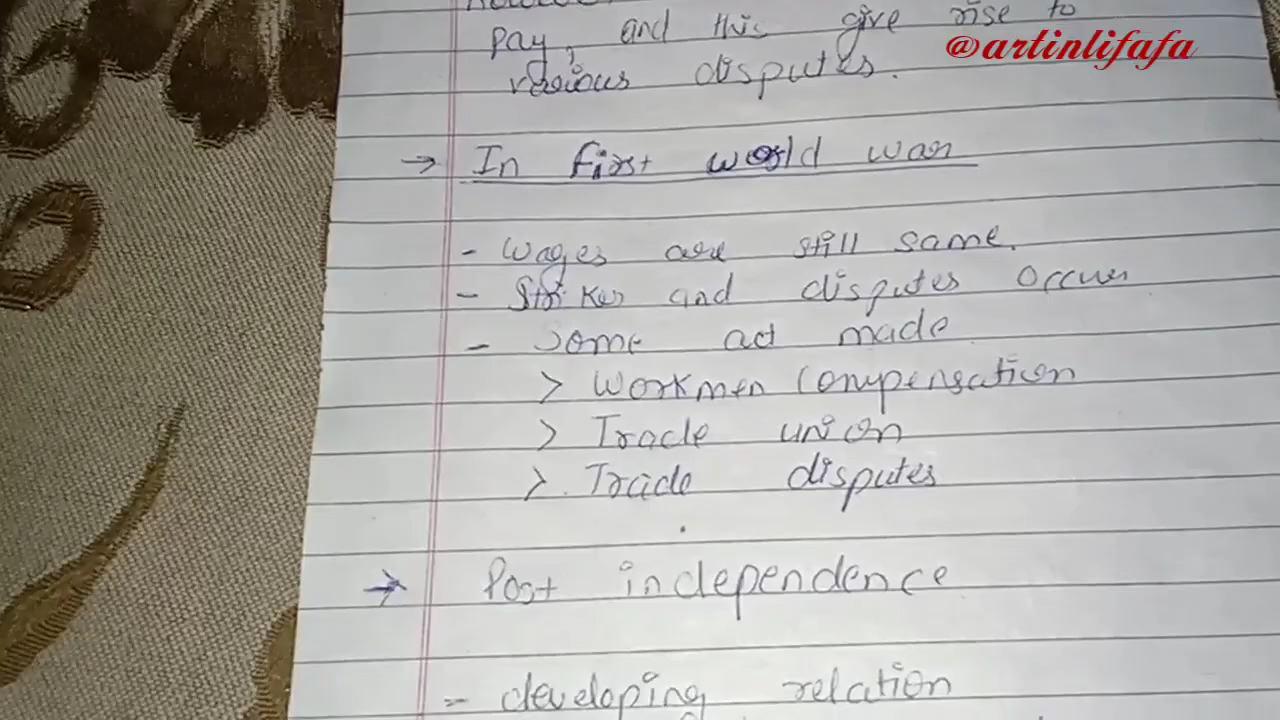 pay, and this give rise to
@artinlifafa
various disputes.
→ In first world war
- Wages are still same.
- Strikes and disputes occur
- Some act made
> Workmen Compensation
> Trade union
> Trade disputes
→ Post independence
- developing relation